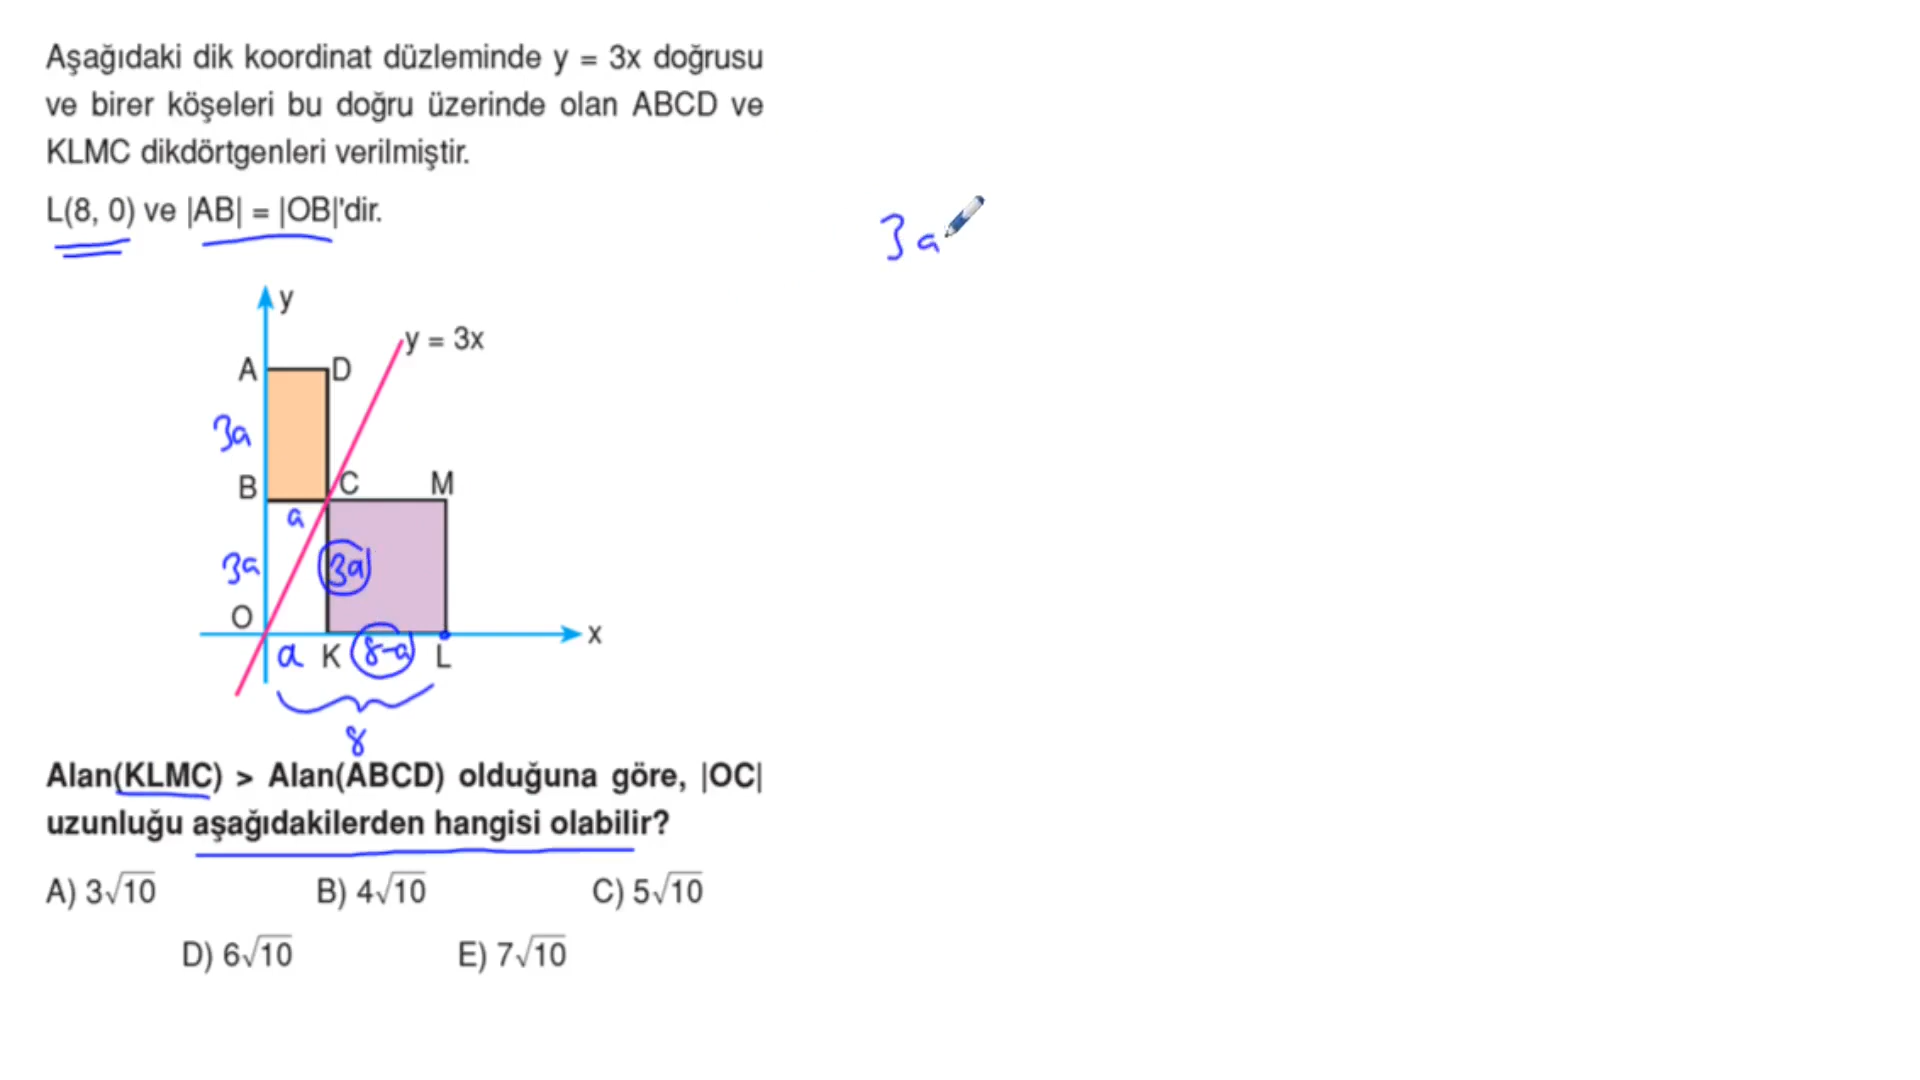 Aşağıdaki dik koordinat düzleminde y = 3x doğrusu
ve birer köşeleri bu doğru üzerinde olan ABCD ve
KLMC dikdörtgenleri verilmiştir.
L(8, 0) ve |AB| = |OB|'dir.
3a
y
y = 3x
A
D
3a
B
C
M
a
3a
3a
O
x
a
K
8-a
L
8
Alan(KLMC) > Alan(ABCD) olduğuna göre, |OC|
uzunluğu aşağıdakilerden hangisi olabilir?
A) 3√10 B) 4√10 C) 5√10
D) 6√10 E) 7√10